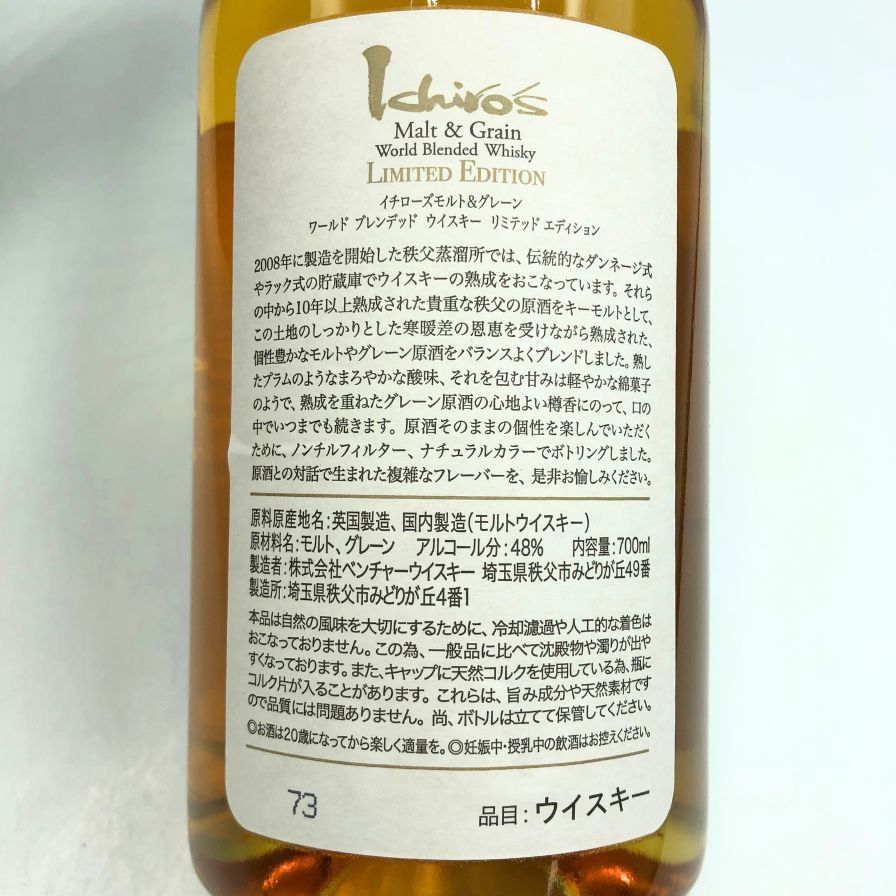 Ichiro's
Malt & Grain
World Blended Whisky
LIMITED EDITION
イチローズモルト&グレーン
ワールド ブレンデッド ウイスキー リミテッド エディション
2008年に製造を開始した秩父蒸溜所では、伝統的なダンネージ式
やラック式の貯蔵庫でウイスキーの熟成をおこなっています。それら
の中から10年以上熟成された貴重な秩父の原酒をキーモルトとして、
この土地のしっかりとした寒暖差の恩恵を受けながら熟成された、
個性豊かなモルトやグレーン原酒をバランスよくブレンドしました。熟し
たプラムのようなまろやかな酸味、それを包む甘みは軽やかな綿菓子
のようで、熟成を重ねたグレーン原酒の心地よい樽香にのって、口の
中でいつまでも続きます。原酒そのままの個性を楽しんでいただく
ために、ノンチルフィルター、ナチュラルカラーでボトリングしました。
原酒との対話で生まれた複雑なフレーバーを、是非お愉しみください。
原料原産地名:英国製造、国内製造(モルトウイスキー)
原材料名:モルト、グレーン アルコール分:48% 内容量:700ml
製造者:株式会社ベンチャーウイスキー 埼玉県秩父市みどりが丘49番
製造所:埼玉県秩父市みどりが丘4番1
本品は自然の風味を大切にするために、冷却濾過や人工的な着色は
おこなっておりません。この為、一般品に比べて沈殿物や濁りが出や
すくなっております。また、キャップに天然コルクを使用している為、瓶に
コルク片が入ることがあります。これらは、旨み成分や天然素材です
ので品質には問題ありません。尚、ボトルは立てて保管してください。
◎お酒は20歳になってから楽しく適量を。◎妊娠中・授乳中の飲酒はお控えください。
73
品目:ウイスキー